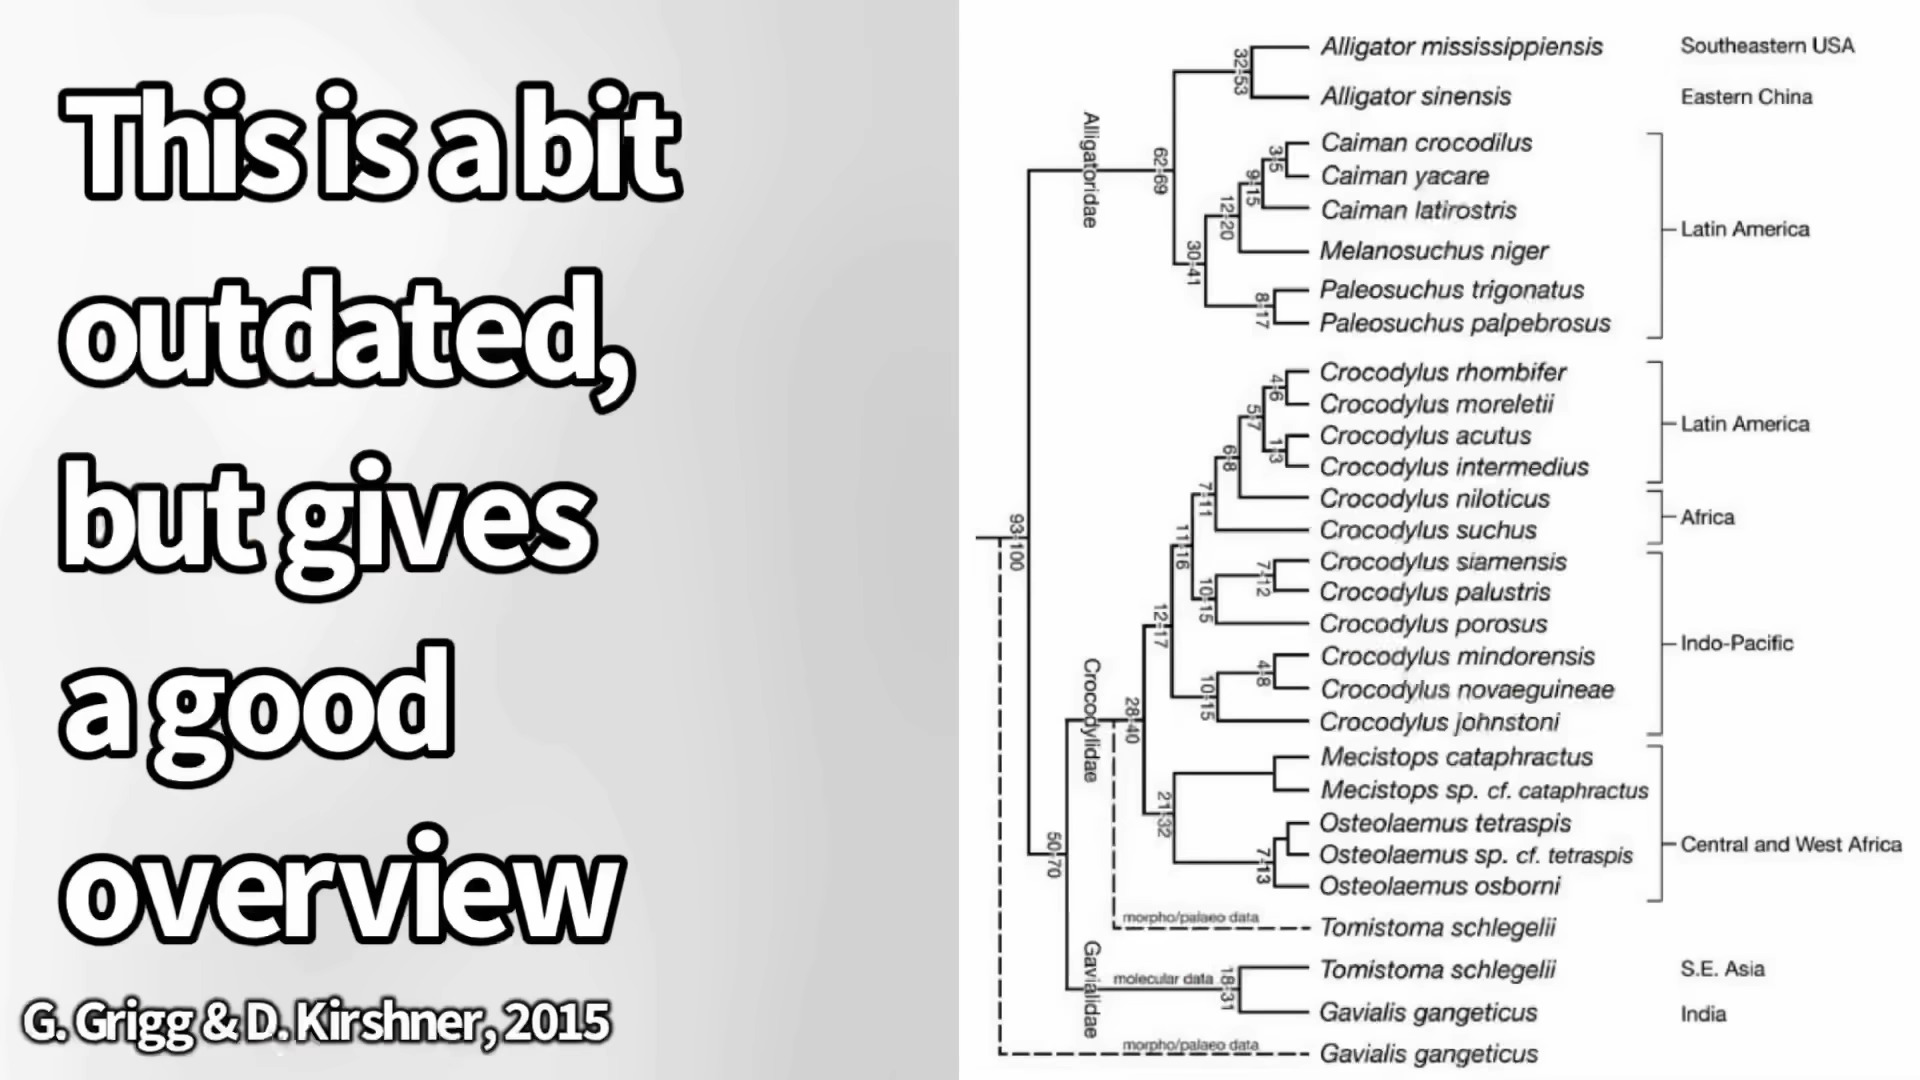 This is a bit
outdated,
but gives
a good
overview
G. Grigg & D. Kirshner, 2015
Alligator mississippiensis Southeastern USA
32-53
Alligator sinensis Eastern China
Alligatoridae
62-69
Caiman crocodilus
3-5
Caiman yacare
9-15
Caiman latirostris
12-20
Latin America
Melanosuchus niger
30-41
Paleosuchus trigonatus
8-17
Paleosuchus palpebrosus
Crocodylus rhombifer
4-6
Crocodylus moreletii
5-7
Latin America
Crocodylus acutus
1-3
Crocodylus intermedius
6-8
Crocodylus niloticus
7-11
Africa
Crocodylus suchus
93-100
11-16
Crocodylus siamensis
7-12
Crocodylus palustris
10-15
Crocodylus porosus
12-17
Indo-Pacific
Crocodylus mindorensis
4-8
Crocodylus novaeguineae
10-15
Crocodylus johnstoni
Crocodylidae
28-40
Mecistops cataphractus
Mecistops sp. cf. cataphractus
21-32
Osteolaemus tetraspis
Central and West Africa
Osteolaemus sp. cf. tetraspis
7-13
Osteolaemus osborni
50-70
morpho/palaeo data
Tomistoma schlegelii
Gavialidae
Tomistoma schlegelii S.E. Asia
molecular data
18-31
Gavialis gangeticus India
morpho/palaeo data
Gavialis gangeticus